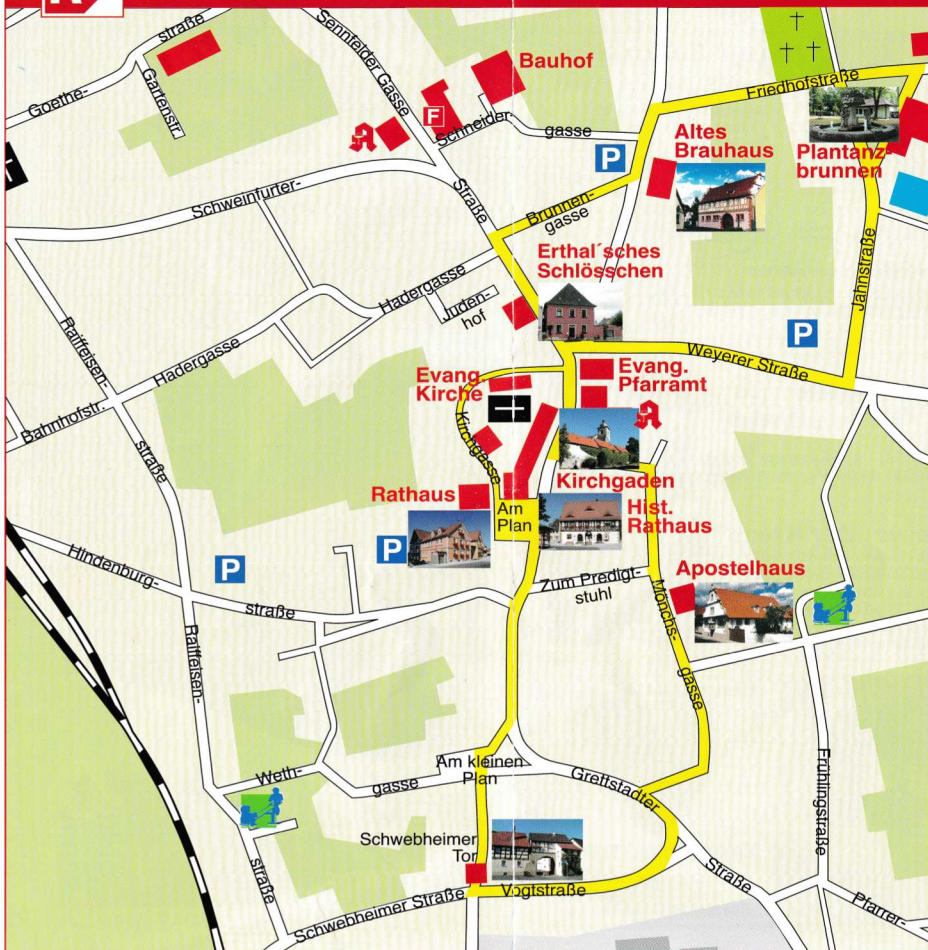 straße
Goethe-
Gartenstr.
Sennfelder Gasse
Bauhof
F
Schneider-
gasse
Friedhofstraße
P
Altes
Brauhaus
Plantanz-
brunnen
Schweinfurter-
Straße
Brunnen-
gasse
Erthal´sches
Schlösschen
Jahnstraße
Hadergasse
Juden-
hof
P
Raiffeisen-
Hadergasse
Weyerer Straße
Evang.
Kirche
Evang.
Pfarramt
Bahnhofstr.
straße
Kirchgasse
Kirchgaden
Rathaus
Am
Plan
Hist.
Rathaus
P
P
Hindenburg-
straße
Zum Predigt-
stuhl
Mönchs-
gasse
Apostelhaus
Raiffeisen-
straße
Am kleinen
Plan
Weth-
gasse
Grettstadter
Straße
Frühlingstraße
Schwebheimer
Tor
Vogtstraße
Schwebheimer Straße
Pfarrer-